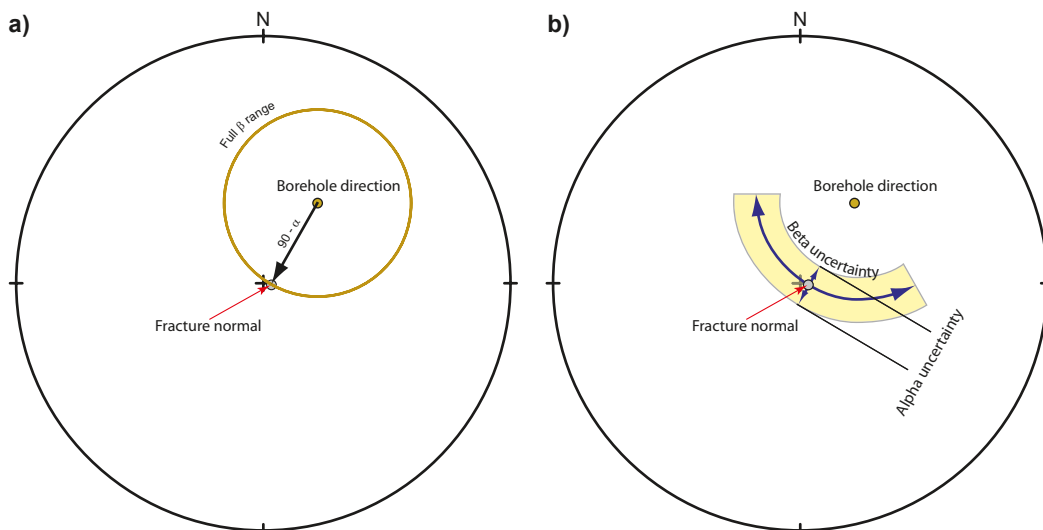 a)
N
Full β range
Borehole direction
90 - α
Fracture normal
b)
N
Borehole direction
Beta uncertainty
Fracture normal
Alpha uncertainty